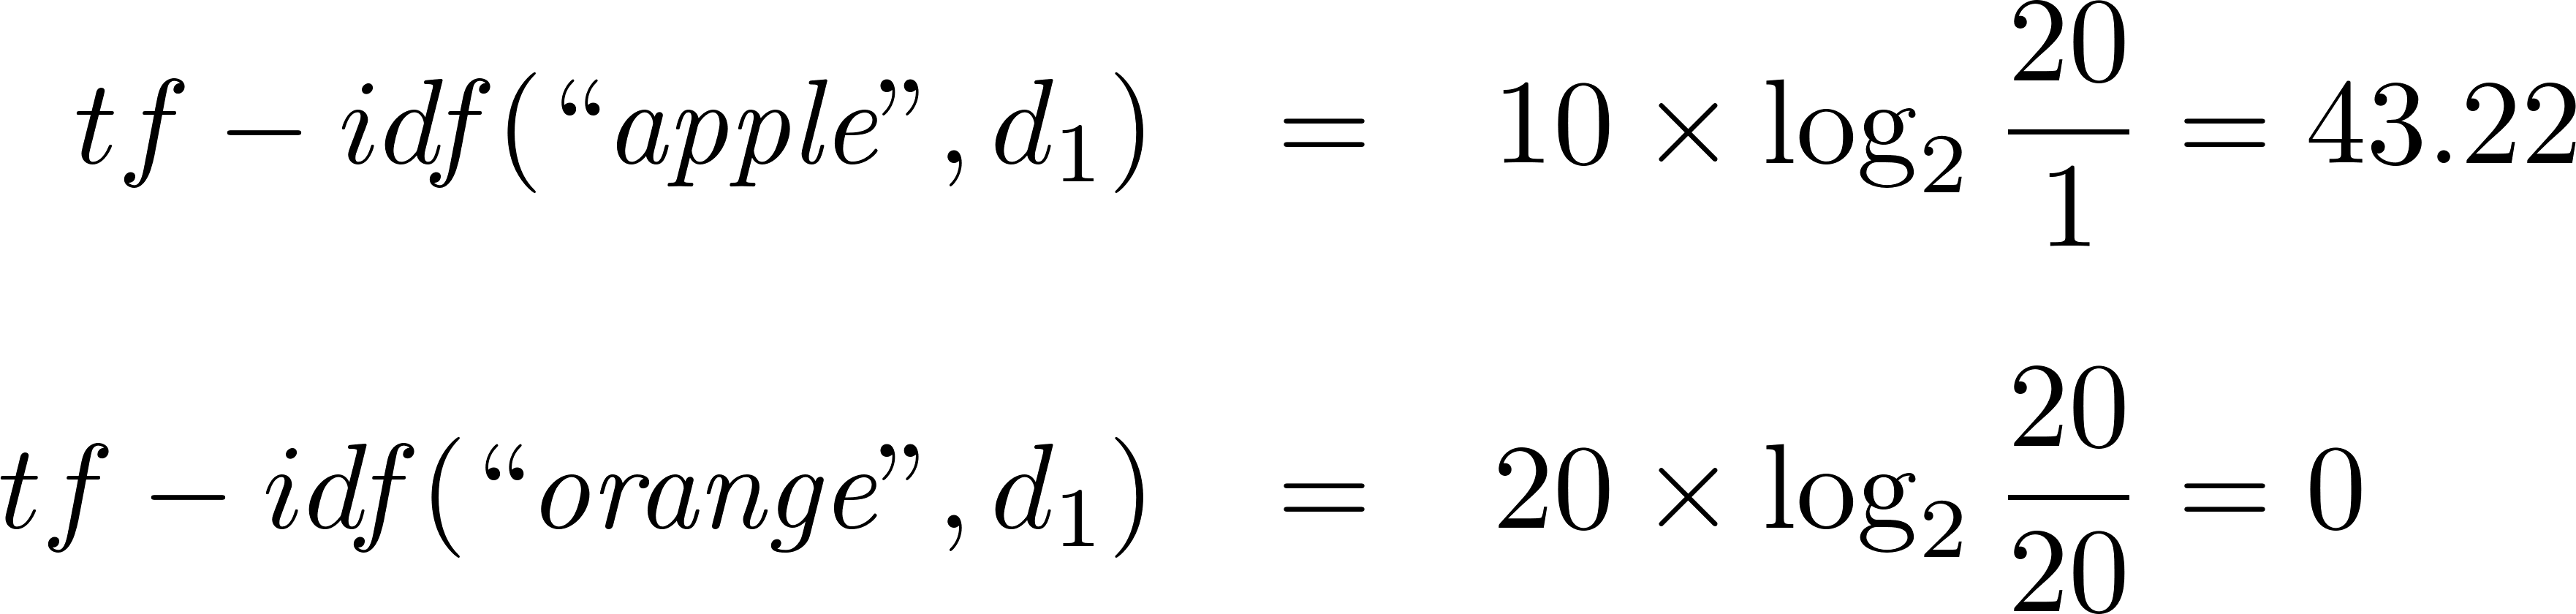 tf − idf(“apple”, d₁) = 10 × log₂ 20/1 = 43.22
tf − idf(“orange”, d₁) = 20 × log₂ 20/20 = 0